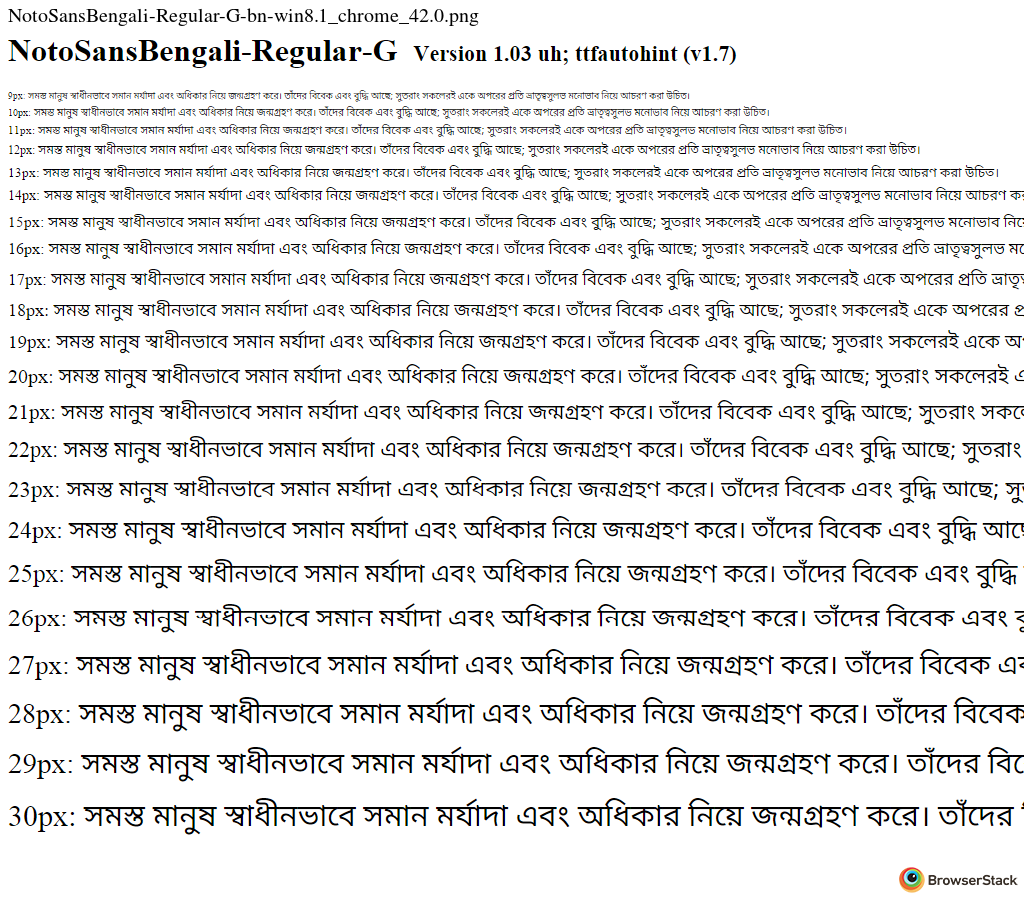 NotoSansBengali-Regular-G-bn-win8.1_chrome_42.0.png
NotoSansBengali-Regular-G Version 1.03 uh; ttfautohint (v1.7)
9px: সমস্ত মানুষ স্বাধীনভাবে সমান মর্যাদা এবং অধিকার নিয়ে জন্মগ্রহণ করে। তাঁদের বিবেক এবং বুদ্ধি আছে; সুতরাং সকলেরই একে অপরের প্রতি ভ্রাতৃত্বসুলভ মনোভাব নিয়ে আচরণ করা উচিত।
10px: সমস্ত মানুষ স্বাধীনভাবে সমান মর্যাদা এবং অধিকার নিয়ে জন্মগ্রহণ করে। তাঁদের বিবেক এবং বুদ্ধি আছে; সুতরাং সকলেরই একে অপরের প্রতি ভ্রাতৃত্বসুলভ মনোভাব নিয়ে আচরণ করা উচিত।
11px: সমস্ত মানুষ স্বাধীনভাবে সমান মর্যাদা এবং অধিকার নিয়ে জন্মগ্রহণ করে। তাঁদের বিবেক এবং বুদ্ধি আছে; সুতরাং সকলেরই একে অপরের প্রতি ভ্রাতৃত্বসুলভ মনোভাব নিয়ে আচরণ করা উচিত।
12px: সমস্ত মানুষ স্বাধীনভাবে সমান মর্যাদা এবং অধিকার নিয়ে জন্মগ্রহণ করে। তাঁদের বিবেক এবং বুদ্ধি আছে; সুতরাং সকলেরই একে অপরের প্রতি ভ্রাতৃত্বসুলভ মনোভাব নিয়ে আচরণ করা উচিত।
13px: সমস্ত মানুষ স্বাধীনভাবে সমান মর্যাদা এবং অধিকার নিয়ে জন্মগ্রহণ করে। তাঁদের বিবেক এবং বুদ্ধি আছে; সুতরাং সকলেরই একে অপরের প্রতি ভ্রাতৃত্বসুলভ মনোভাব নিয়ে আচরণ করা উচিত।
14px: সমস্ত মানুষ স্বাধীনভাবে সমান মর্যাদা এবং অধিকার নিয়ে জন্মগ্রহণ করে। তাঁদের বিবেক এবং বুদ্ধি আছে; সুতরাং সকলেরই একে অপরের প্রতি ভ্রাতৃত্বসুলভ মনোভাব নিয়ে আচরণ
15px: সমস্ত মানুষ স্বাধীনভাবে সমান মর্যাদা এবং অধিকার নিয়ে জন্মগ্রহণ করে। তাঁদের বিবেক এবং বুদ্ধি আছে; সুতরাং সকলেরই একে অপরের প্রতি ভ্রাতৃত্বসুলভ মনোভাব
16px: সমস্ত মানুষ স্বাধীনভাবে সমান মর্যাদা এবং অধিকার নিয়ে জন্মগ্রহণ করে। তাঁদের বিবেক এবং বুদ্ধি আছে; সুতরাং সকলেরই একে অপরের প্রতি ভ্রাতৃত্বসুলভ
17px: সমস্ত মানুষ স্বাধীনভাবে সমান মর্যাদা এবং অধিকার নিয়ে জন্মগ্রহণ করে। তাঁদের বিবেক এবং বুদ্ধি আছে; সুতরাং সকলেরই একে অপরের প্রতি
18px: সমস্ত মানুষ স্বাধীনভাবে সমান মর্যাদা এবং অধিকার নিয়ে জন্মগ্রহণ করে। তাঁদের বিবেক এবং বুদ্ধি আছে; সুতরাং সকলেরই একে অপরের
19px: সমস্ত মানুষ স্বাধীনভাবে সমান মর্যাদা এবং অধিকার নিয়ে জন্মগ্রহণ করে। তাঁদের বিবেক এবং বুদ্ধি আছে; সুতরাং সকলেরই একে
20px: সমস্ত মানুষ স্বাধীনভাবে সমান মর্যাদা এবং অধিকার নিয়ে জন্মগ্রহণ করে। তাঁদের বিবেক এবং বুদ্ধি আছে; সুতরাং সকলেরই
21px: সমস্ত মানুষ স্বাধীনভাবে সমান মর্যাদা এবং অধিকার নিয়ে জন্মগ্রহণ করে। তাঁদের বিবেক এবং বুদ্ধি আছে; সুতরাং
22px: সমস্ত মানুষ স্বাধীনভাবে সমান মর্যাদা এবং অধিকার নিয়ে জন্মগ্রহণ করে। তাঁদের বিবেক এবং বুদ্ধি আছে; সুতরাং
23px: সমস্ত মানুষ স্বাধীনভাবে সমান মর্যাদা এবং অধিকার নিয়ে জন্মগ্রহণ করে। তাঁদের বিবেক এবং বুদ্ধি আছে;
24px: সমস্ত মানুষ স্বাধীনভাবে সমান মর্যাদা এবং অধিকার নিয়ে জন্মগ্রহণ করে। তাঁদের বিবেক এবং বুদ্ধি
25px: সমস্ত মানুষ স্বাধীনভাবে সমান মর্যাদা এবং অধিকার নিয়ে জন্মগ্রহণ করে। তাঁদের বিবেক এবং বুদ্ধি
26px: সমস্ত মানুষ স্বাধীনভাবে সমান মর্যাদা এবং অধিকার নিয়ে জন্মগ্রহণ করে। তাঁদের বিবেক এবং
27px: সমস্ত মানুষ স্বাধীনভাবে সমান মর্যাদা এবং অধিকার নিয়ে জন্মগ্রহণ করে। তাঁদের বিবেক
28px: সমস্ত মানুষ স্বাধীনভাবে সমান মর্যাদা এবং অধিকার নিয়ে জন্মগ্রহণ করে। তাঁদের বিবেক
29px: সমস্ত মানুষ স্বাধীনভাবে সমান মর্যাদা এবং অধিকার নিয়ে জন্মগ্রহণ করে। তাঁদের
30px: সমস্ত মানুষ স্বাধীনভাবে সমান মর্যাদা এবং অধিকার নিয়ে জন্মগ্রহণ করে। তাঁদের
BrowserStack